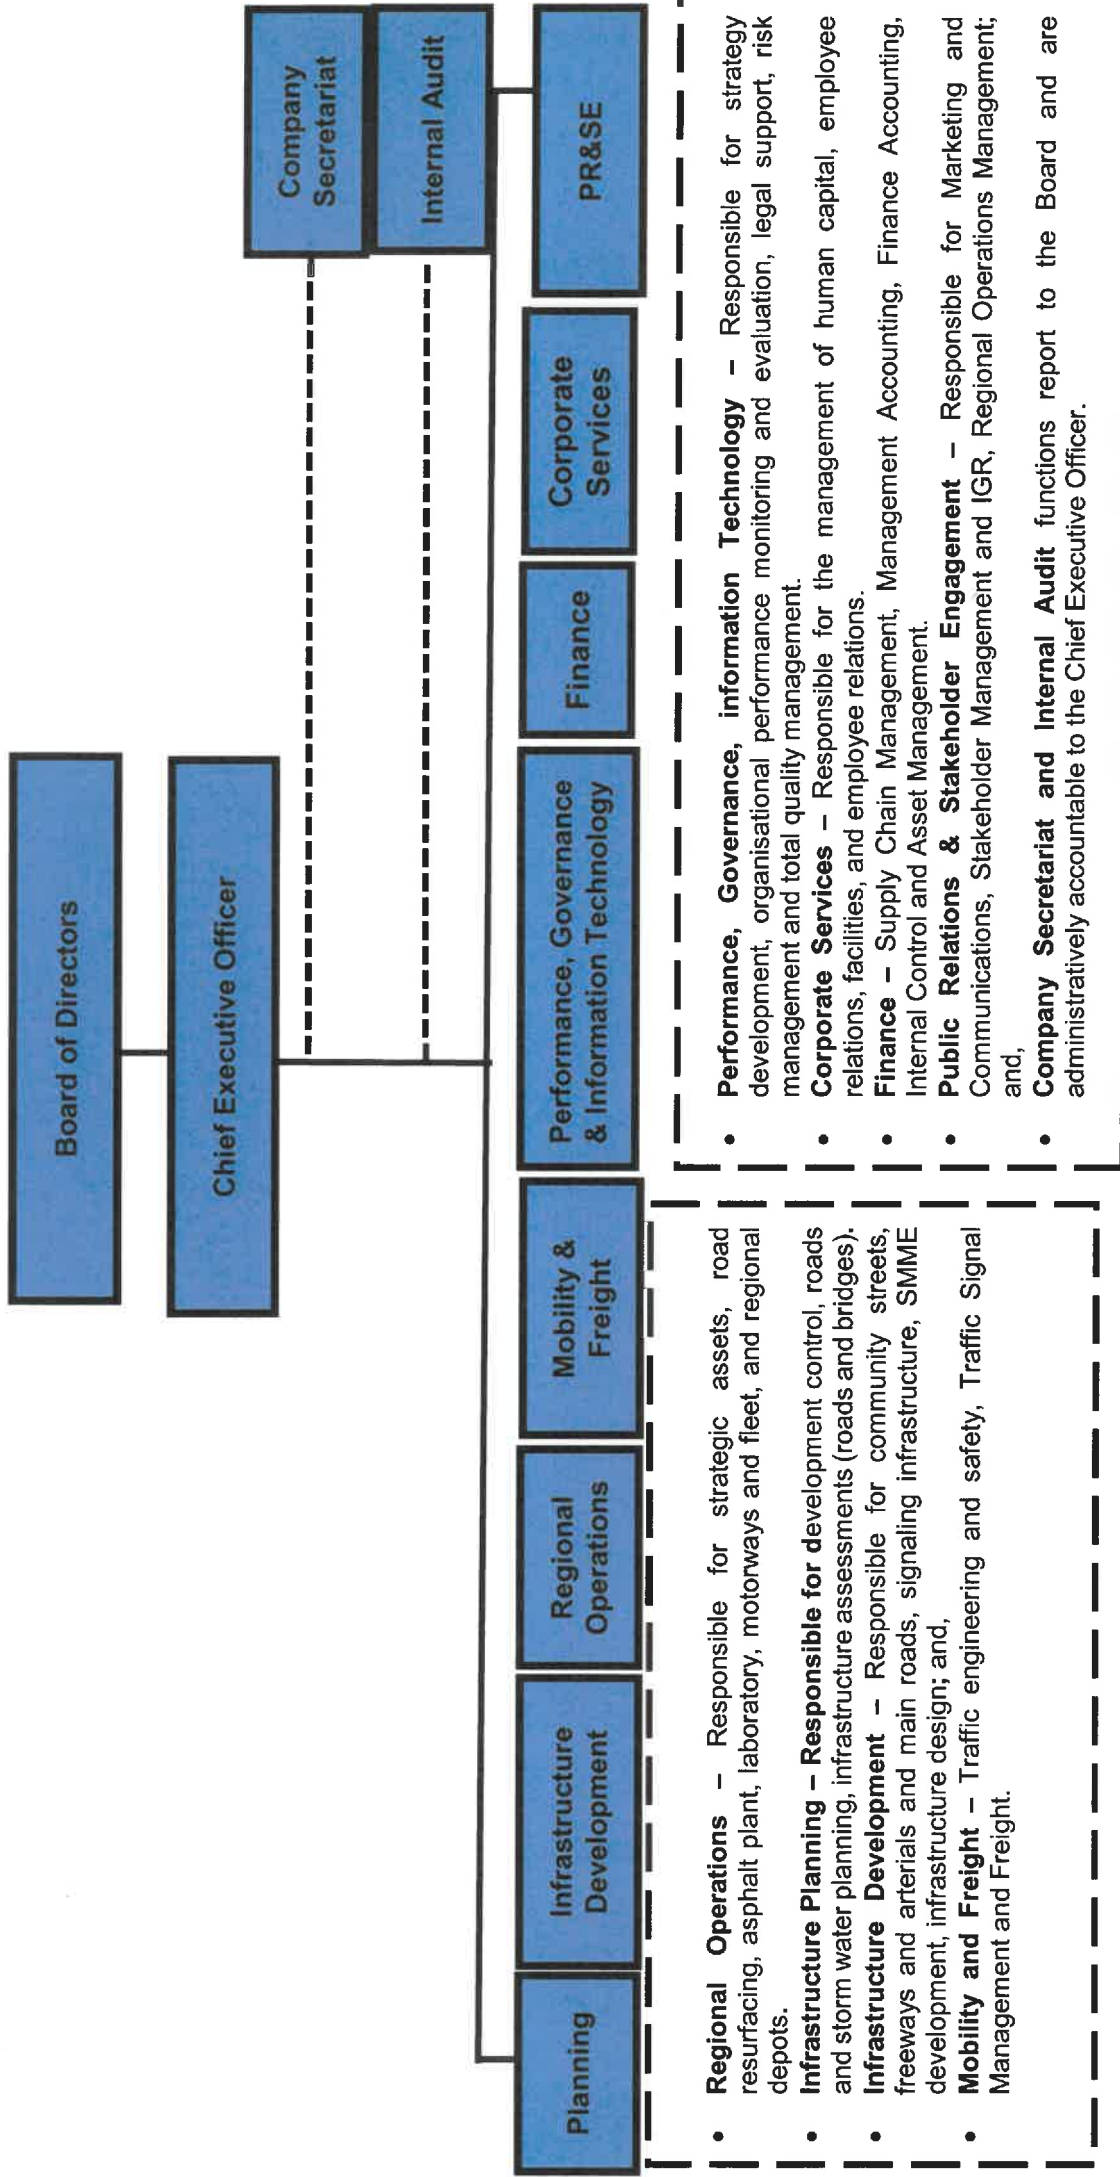 Board of Directors
Chief Executive Officer
Company
Secretariat
Internal Audit
Planning
Infrastructure
Development
Regional
Operations
Mobility &
Freight
Performance, Governance
& Information Technology
Finance
Corporate
Services
PR&SE
• Regional Operations – Responsible for strategic assets, road
resurfacing, asphalt plant, laboratory, motorways and fleet, and regional
depots.
• Infrastructure Planning – Responsible for development control, roads
and storm water planning, infrastructure assessments (roads and bridges).
• Infrastructure Development – Responsible for community streets,
freeways and arterials and main roads, signaling infrastructure, SMME
development, infrastructure design; and,
• Mobility and Freight – Traffic engineering and safety, Traffic Signal
Management and Freight.
• Performance, Governance, information Technology – Responsible for strategy
development, organisational performance monitoring and evaluation, legal support, risk
management and total quality management.
• Corporate Services – Responsible for the management of human capital, employee
relations, facilities, and employee relations.
• Finance – Supply Chain Management, Management Accounting, Finance Accounting,
Internal Control and Asset Management.
• Public Relations & Stakeholder Engagement – Responsible for Marketing and
Communications, Stakeholder Management and IGR, Regional Operations Management;
and,
• Company Secretariat and Internal Audit functions report to the Board and are
administratively accountable to the Chief Executive Officer.